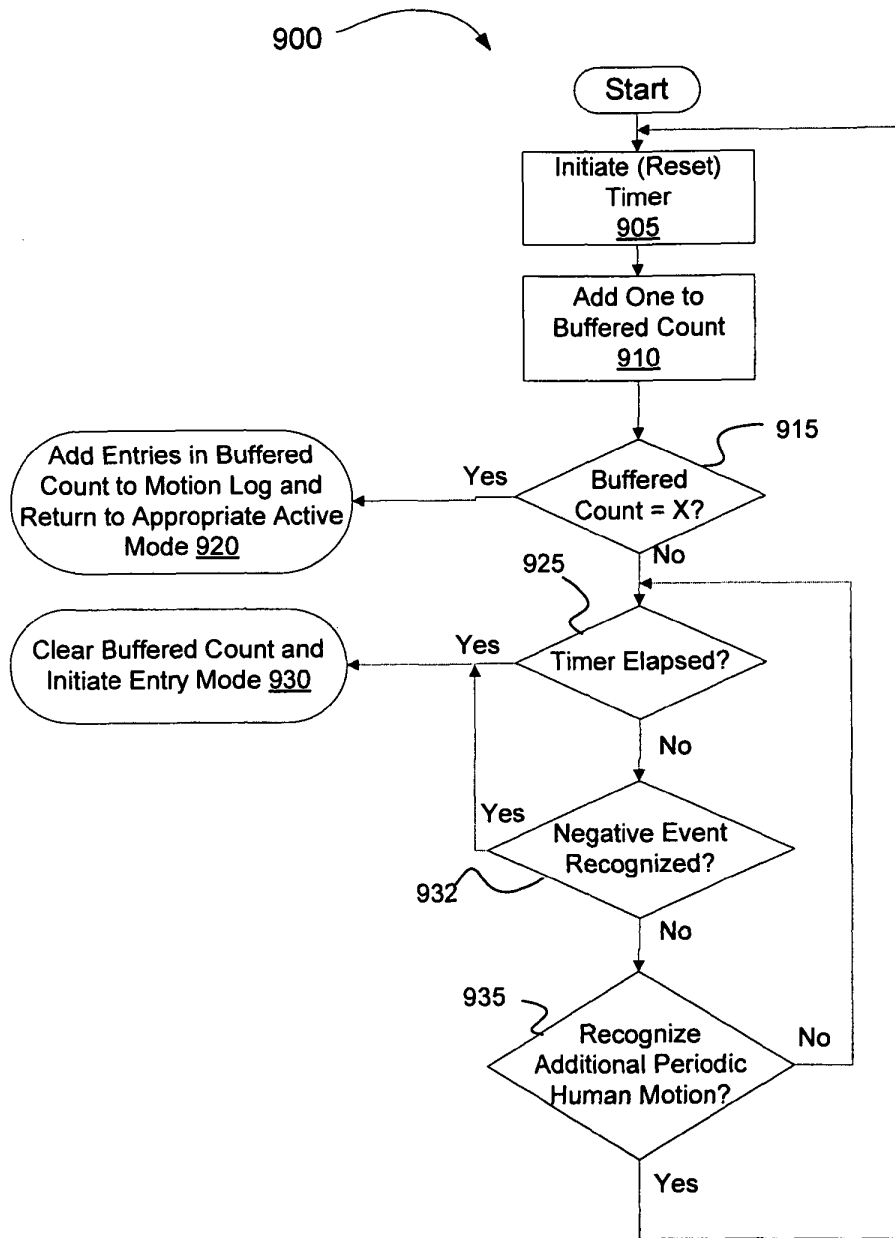 900
Start
Initiate (Reset)
Timer
905
Add One to
Buffered Count
910
915
Buffered
Count = X?
Yes
Add Entries in Buffered
Count to Motion Log and
Return to Appropriate Active
Mode 920
No
925
Timer Elapsed?
Yes
Clear Buffered Count and
Initiate Entry Mode 930
No
Yes
Negative Event
Recognized?
932
No
935
Recognize
Additional Periodic
Human Motion?
No
Yes